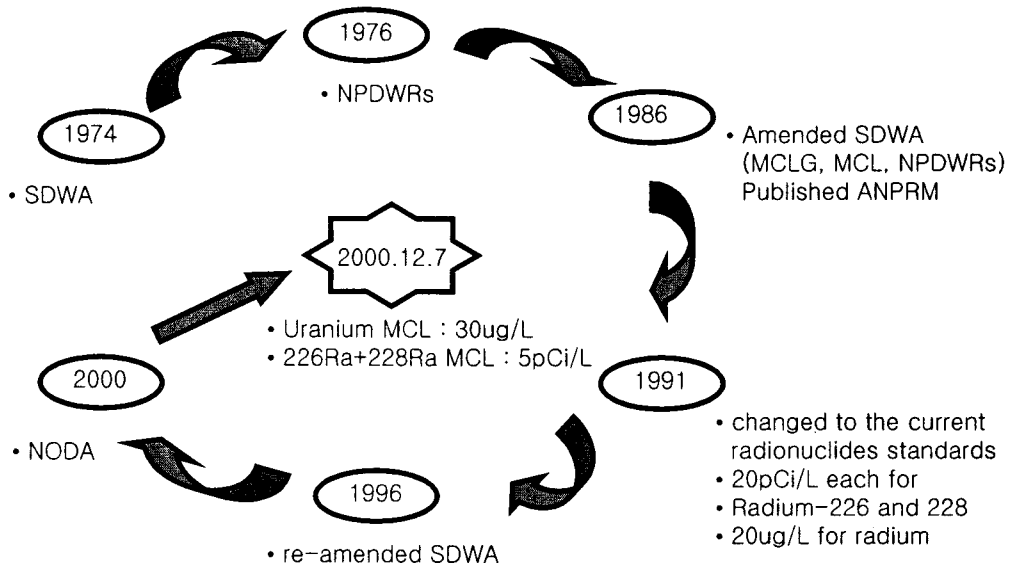 1976
• NPDWRs
1974
• SDWA
1986
• Amended SDWA
(MCLG, MCL, NPDWRs)
Published ANPRM
2000.12.7
• Uranium MCL : 30ug/L
• 226Ra+228Ra MCL : 5pCi/L
1991
• changed to the current
radionuclides standards
• 20pCi/L each for
• Radium-226 and 228
• 20ug/L for radium
1996
• re-amended SDWA
2000
• NODA